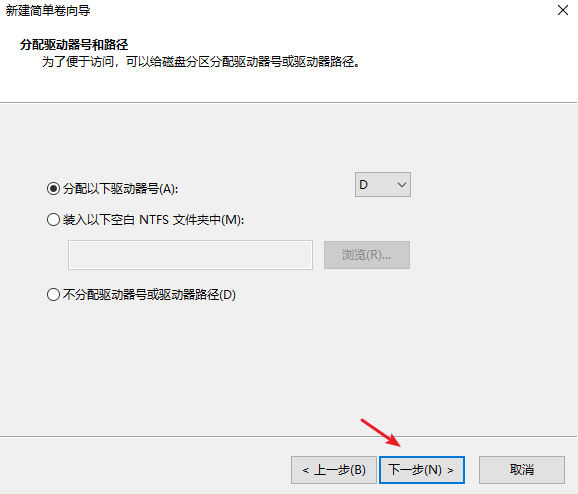 新建简单卷向导
分配驱动器号和路径
为了便于访问，可以给磁盘分区分配驱动器号或驱动器路径。
分配以下驱动器号(A):
D
装入以下空白 NTFS 文件夹中(M):
浏览(R)...
不分配驱动器号或驱动器路径(D)
< 上一步(B)
下一步(N) >
取消